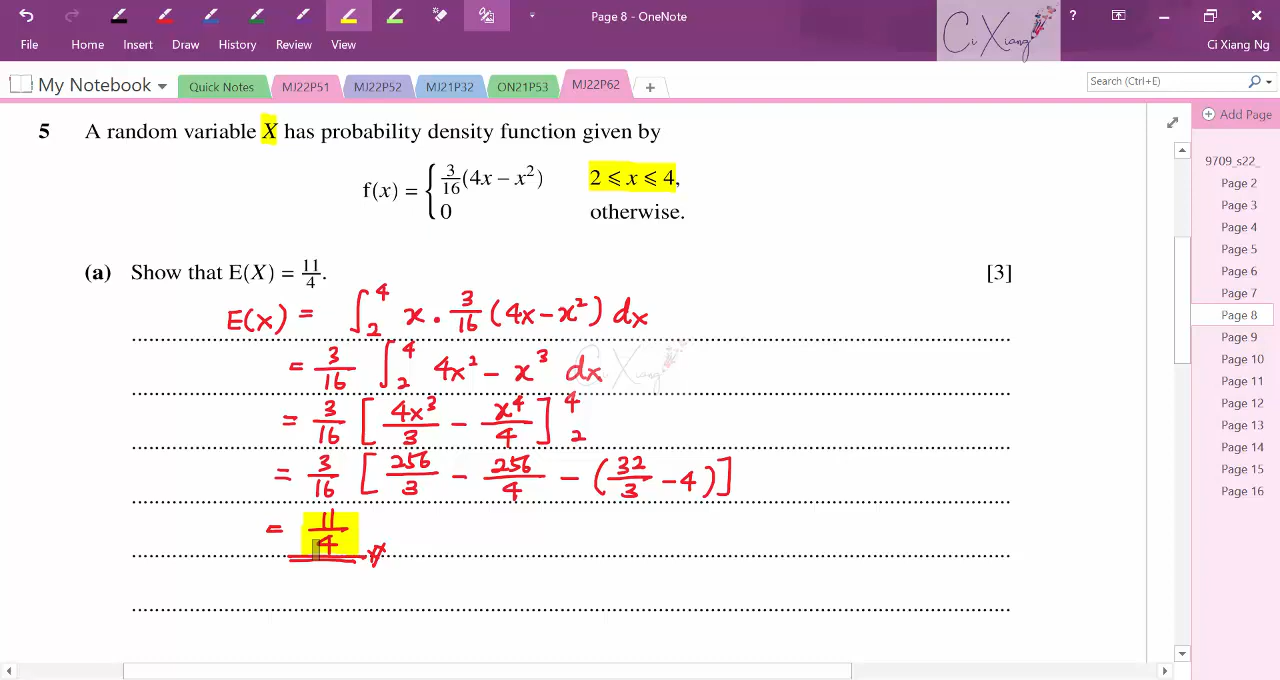 Page 8 - OneNote
Ci Xiang
?
File Home Insert Draw History Review View
Ci Xiang Ng
My Notebook Quick Notes MJ22P51 MJ22P52 MJ21P32 ON21P53 MJ22P62 +
Search (Ctrl+E)
5 A random variable X has probability density function given by
f(x) = { 3/16 (4x − x²) 2 ⩽ x ⩽ 4,
0 otherwise.
(a) Show that E(X) = 11/4. [3]
E(x) = ∫₂⁴ x · 3/16 (4x − x²) dx
= 3/16 ∫₂⁴ 4x² − x³ dx
Ci Xiang
= 3/16 [ 4x³/3 − x⁴/4 ]₂⁴
= 3/16 [ 256/3 − 256/4 − (32/3 − 4) ]
= 11/4
Add Page
9709_s22_
Page 2
Page 3
Page 4
Page 5
Page 6
Page 7
Page 8
Page 9
Page 10
Page 11
Page 12
Page 13
Page 14
Page 15
Page 16